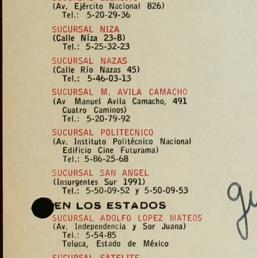 (Av. Ejército Nacional 826)
Tel.: 5-20-29-36
SUCURSAL NIZA
(Calle Niza 23-B)
Tel.: 5-25-32-23
SUCURSAL NAZAS
(Calle Río Nazas 45)
Tel.: 5-46-03-13
SUCURSAL M. AVILA CAMACHO
(Av Manuel Avila Camacho, 491
Cuatro Caminos)
Tel.: 5-20-79-92
SUCURSAL POLITECNICO
(Av. Instituto Politécnico Nacional
Edificio Cine Futurama)
Tel.: 5-86-25-68
SUCURSAL SAN ANGEL
(Insurgentes Sur 1991)
Tel.: 5-50-09-52 y 5-50-09-53
EN LOS ESTADOS
SUCURSAL ADOLFO LOPEZ MATEOS
(Av. Independencia y Sor Juana)
Tel.: 5-54-85
Toluca, Estado de México
SUCURSAL SATELITE